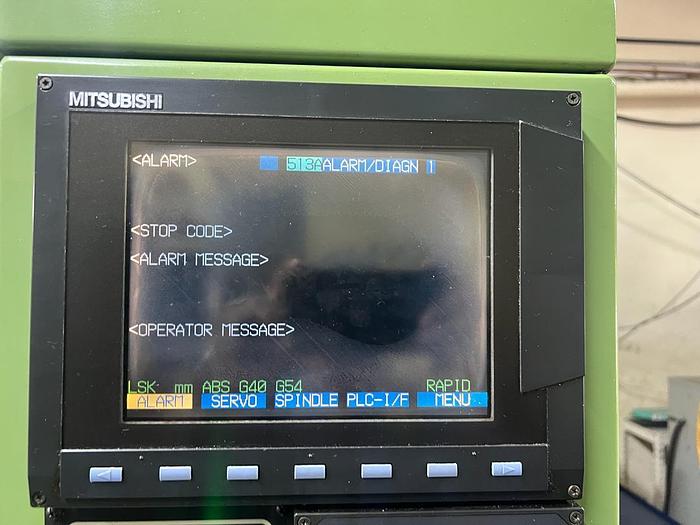 MITSUBISHI
<ALARM> 513A ALARM/DIAGN 1
<STOP CODE>
<ALARM MESSAGE>
<OPERATOR MESSAGE>
LSK mm ABS G40 G54 RAPID
ALARM SERVO SPINDLE PLC-I/F MENU